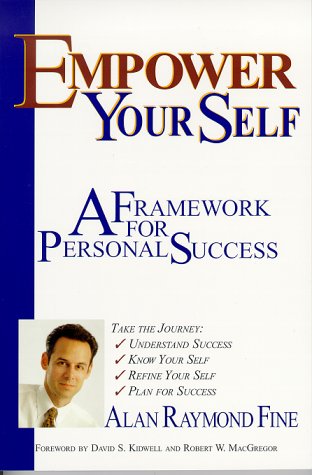 EMPOWER
YOUR SELF
A FRAMEWORK
FOR
PERSONAL SUCCESS
TAKE THE JOURNEY:
✓ UNDERSTAND SUCCESS
✓ KNOW YOUR SELF
✓ REFINE YOUR SELF
✓ PLAN FOR SUCCESS
ALAN RAYMOND FINE
FOREWORD BY DAVID S. KIDWELL AND ROBERT W. MACGREGOR